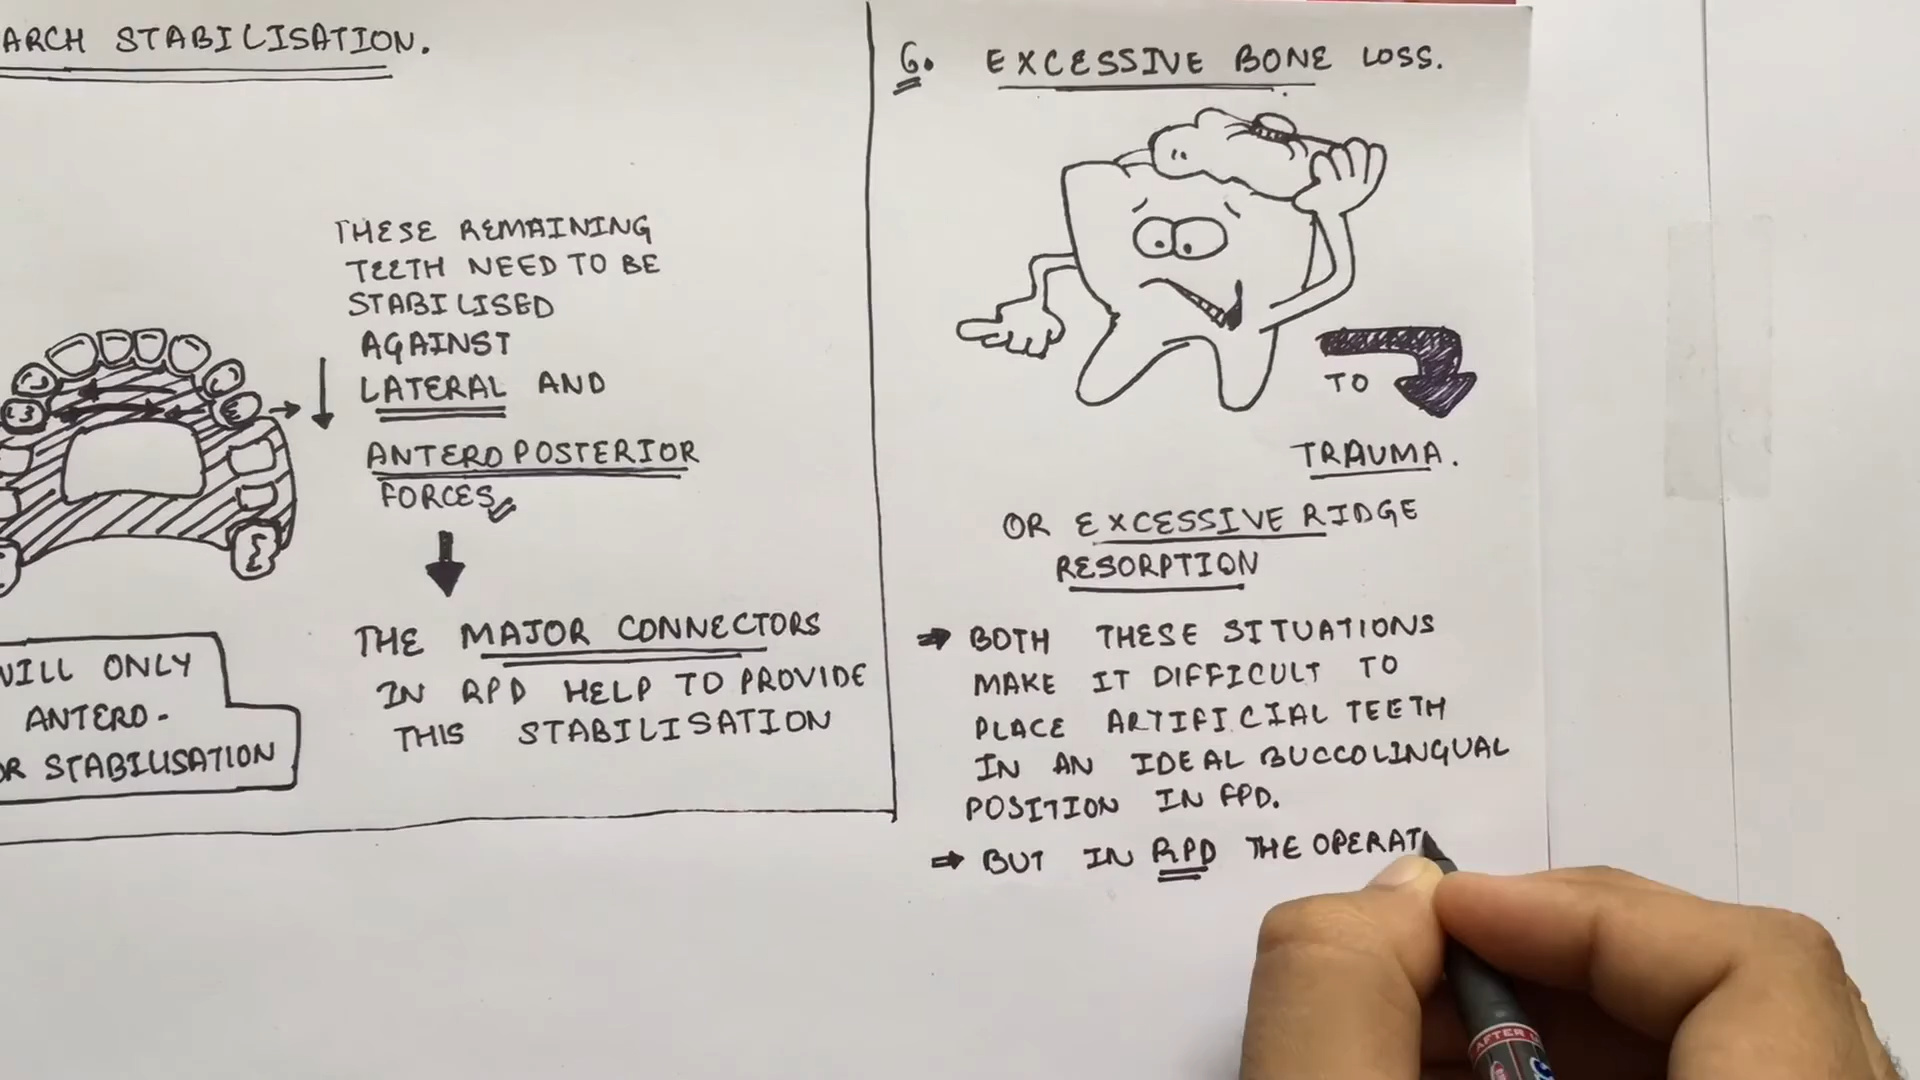 ARCH STABILISATION.
THESE REMAINING
TEETH NEED TO BE
STABILISED
AGAINST
LATERAL AND
ANTEROPOSTERIOR
FORCES
THE MAJOR CONNECTORS
IN RPD HELP TO PROVIDE
THIS STABILISATION
WILL ONLY
ANTERO-
OR STABILISATION
6. EXCESSIVE BONE LOSS.
TO
TRAUMA.
OR EXCESSIVE RIDGE
RESORPTION
➡ BOTH THESE SITUATIONS
MAKE IT DIFFICULT TO
PLACE ARTIFICIAL TEETH
IN AN IDEAL BUCCOLINGUAL
POSITION IN FPD.
➡ BUT IN RPD THE OPERAT
AFTER